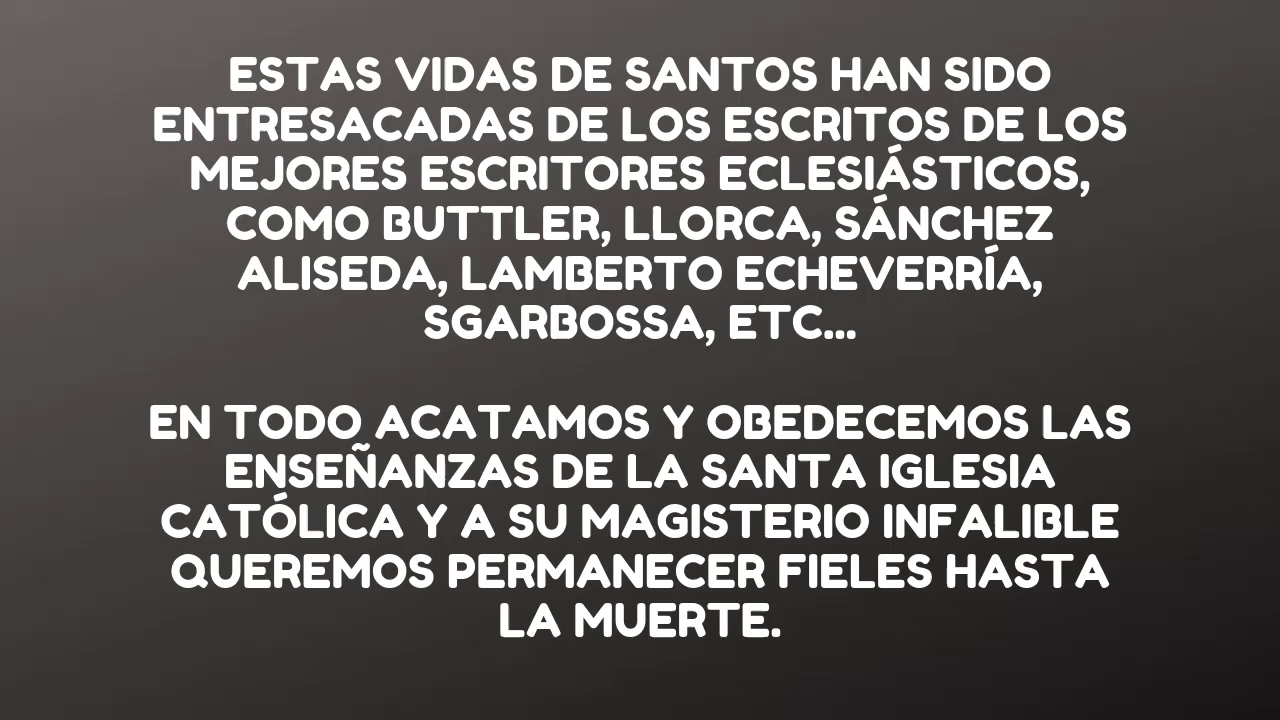 ESTAS VIDAS DE SANTOS HAN SIDO
ENTRESACADAS DE LOS ESCRITOS DE LOS
MEJORES ESCRITORES ECLESIÁSTICOS,
COMO BUTTLER, LLORCA, SÁNCHEZ
ALISEDA, LAMBERTO ECHEVERRÍA,
SGARBOSSA, ETC...
EN TODO ACATAMOS Y OBEDECEMOS LAS
ENSEÑANZAS DE LA SANTA IGLESIA
CATÓLICA Y A SU MAGISTERIO INFALIBLE
QUEREMOS PERMANECER FIELES HASTA
LA MUERTE.